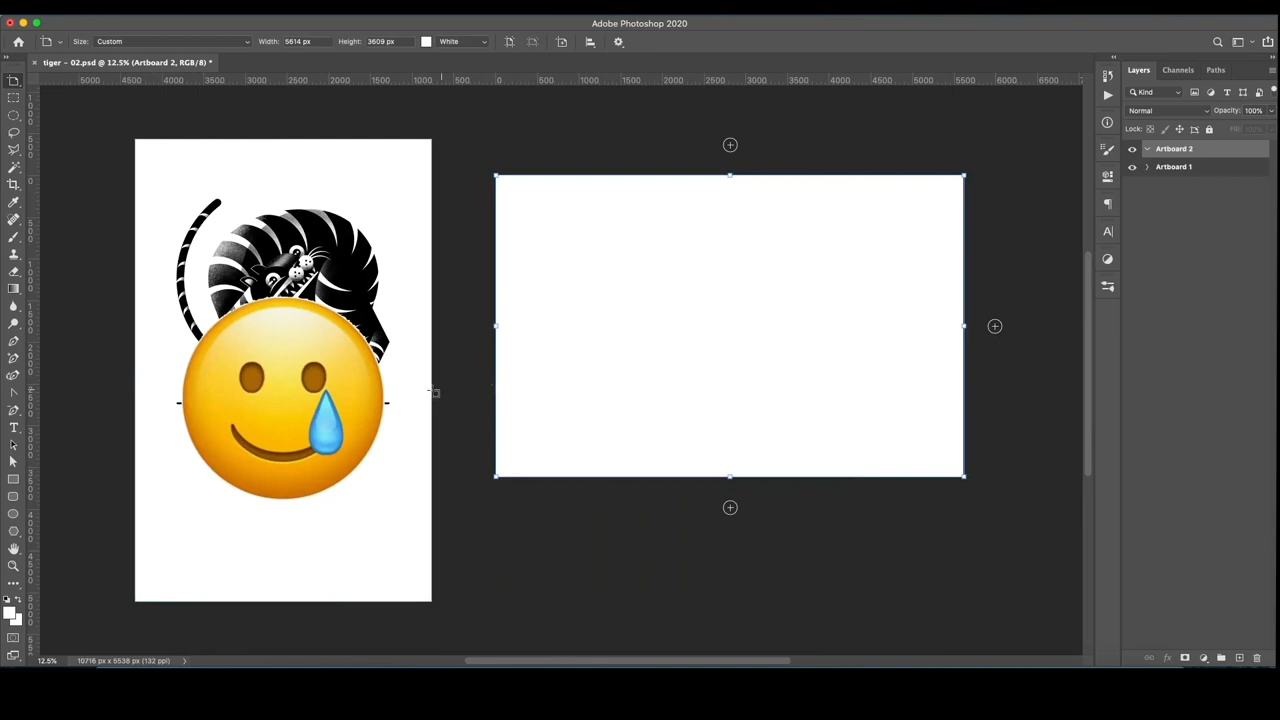 Adobe Photoshop 2020
Size: Custom Width: 5614 px Height: 3609 px White
tiger - 02.psd @ 12.5% (Artboard 2, RGB/8) *
5000 4500 4000 3500 3000 2500 2000 1500 1000 500 0 500 1000 1500 2000 2500 3000 3500 4000 4500 5000 5500 6000 6500
Layers Channels Paths
Kind
Normal Opacity: 100%
Lock: Fill: 100%
Artboard 2
Artboard 1
12.5% 10716 px x 5538 px (132 ppi)